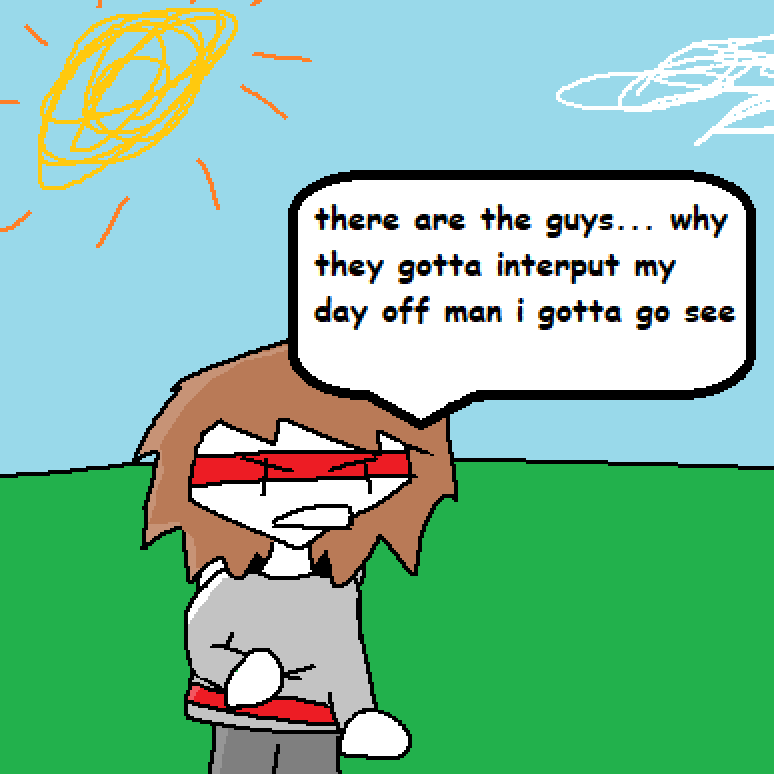 there are the guys... why
they gotta interput my
day off man i gotta go see